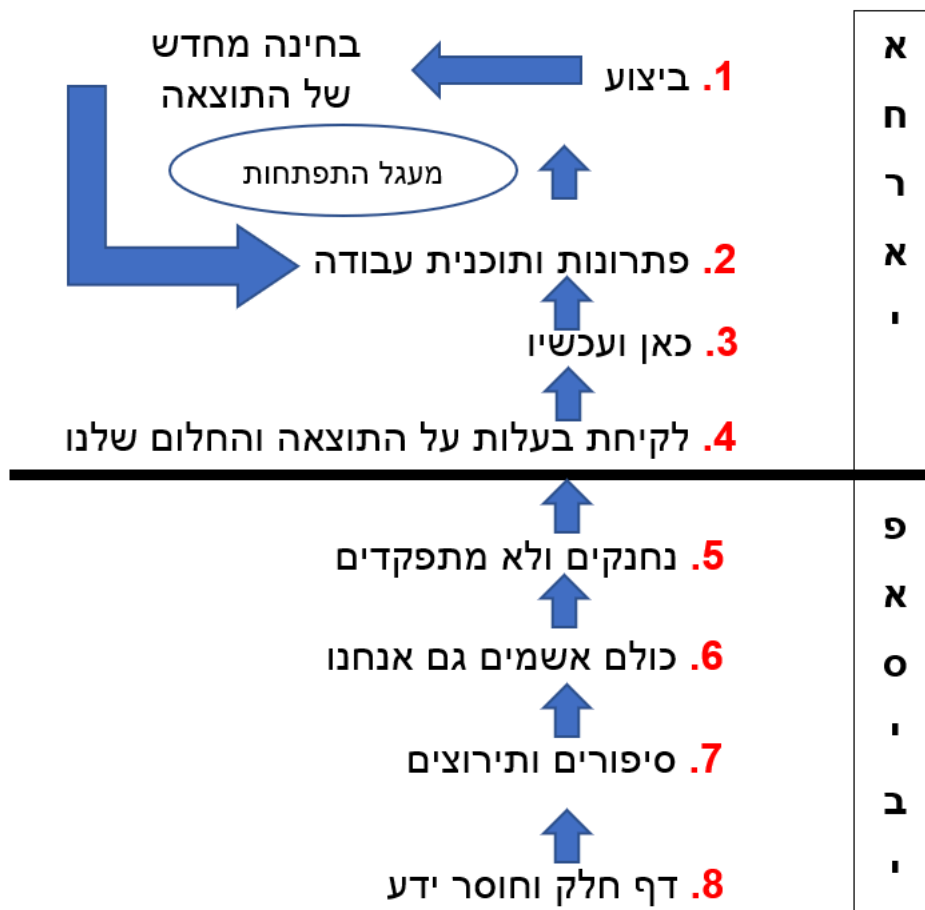 בחינה מחדש
של התוצאה
1. ביצוע
מעגל התפתחות
2. פתרונות ותוכנית עבודה
3. כאן ועכשיו
4. לקיחת בעלות על התוצאה והחלום שלנו
5. נחנקים ולא מתפקדים
6. כולם אשמים גם אנחנו
7. סיפורים ותירוצים
8. דף חלק וחוסר ידע
א
ח
ר
א
י
פ
א
ס
י
ב
י